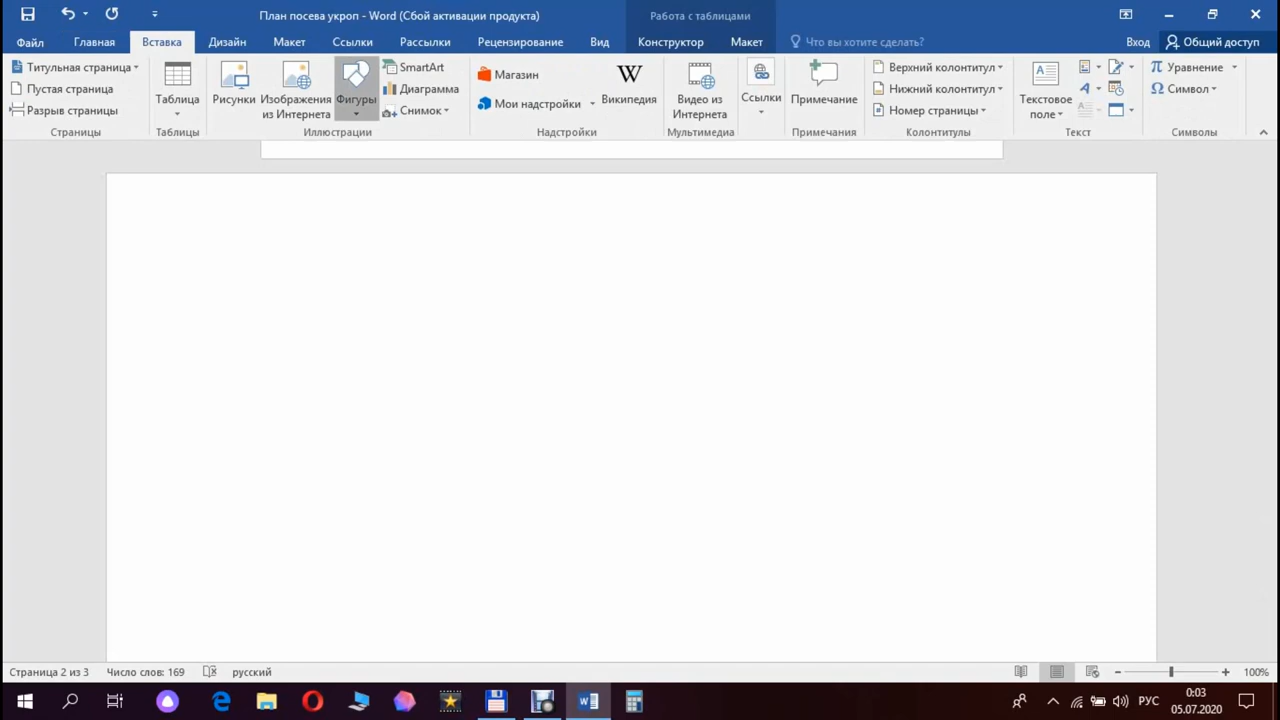 План посева укроп - Word (Сбой активации продукта)
Работа с таблицами
Файл
Главная
Вставка
Дизайн
Макет
Ссылки
Рассылки
Рецензирование
Вид
Конструктор
Макет
Что вы хотите сделать?
Вход
Общий доступ
Титульная страница
Пустая страница
Разрыв страницы
Страницы
Таблица
Таблицы
Рисунки
Изображения
из Интернета
Фигуры
SmartArt
Диаграмма
Снимок
Иллюстрации
Магазин
Мои надстройки
W
Википедия
Надстройки
Видео из
Интернета
Мультимедиа
Ссылки
Примечание
Примечания
Верхний колонтитул
Нижний колонтитул
Номер страницы
Колонтитулы
Текстовое
поле
Текст
π Уравнение
Ω Символ
Символы
Страница 2 из 3
Число слов: 169
русский
100%
РУС
0:03
05.07.2020